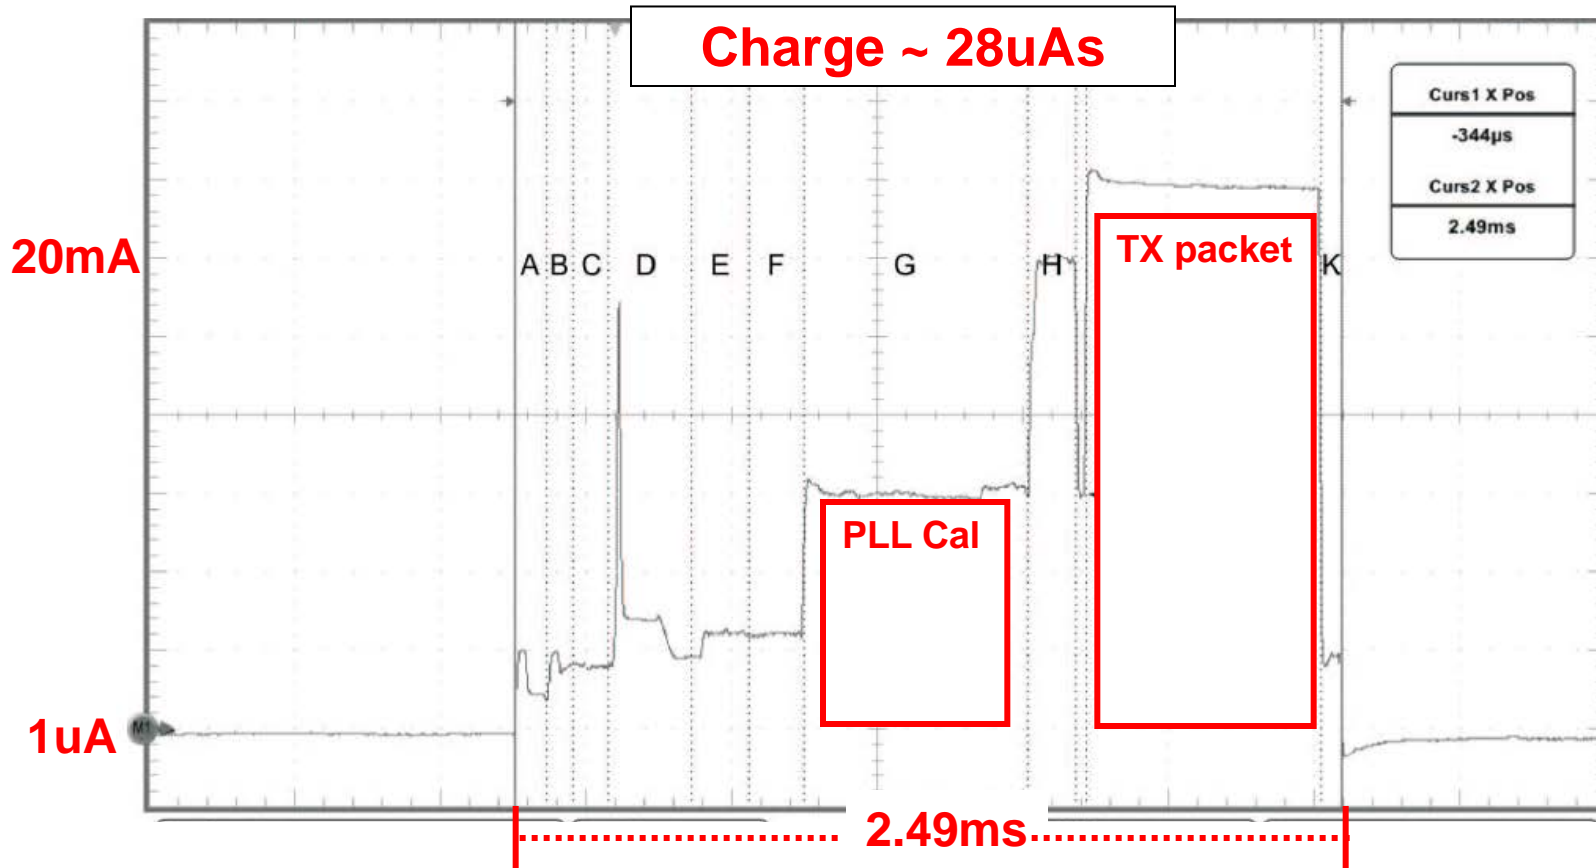 Charge ~ 28uAs
Curs1 X Pos
-344µs
Curs2 X Pos
2.49ms
20mA
A B C D E F G H TX packet K
PLL Cal
1uA
M1
2.49ms